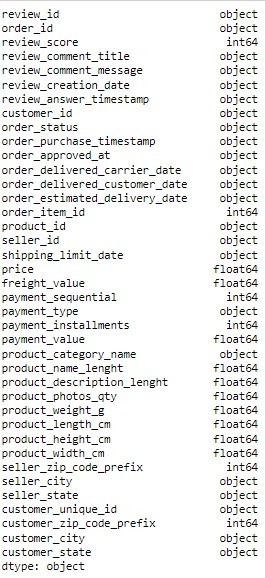 review_id object
order_id object
review_score int64
review_comment_title object
review_comment_message object
review_creation_date object
review_answer_timestamp object
customer_id object
order_status object
order_purchase_timestamp object
order_approved_at object
order_delivered_carrier_date object
order_delivered_customer_date object
order_estimated_delivery_date object
order_item_id int64
product_id object
seller_id object
shipping_limit_date object
price float64
freight_value float64
payment_sequential int64
payment_type object
payment_installments int64
payment_value float64
product_category_name object
product_name_lenght float64
product_description_lenght float64
product_photos_qty float64
product_weight_g float64
product_length_cm float64
product_height_cm float64
product_width_cm float64
seller_zip_code_prefix int64
seller_city object
seller_state object
customer_unique_id object
customer_zip_code_prefix int64
customer_city object
customer_state object
dtype: object